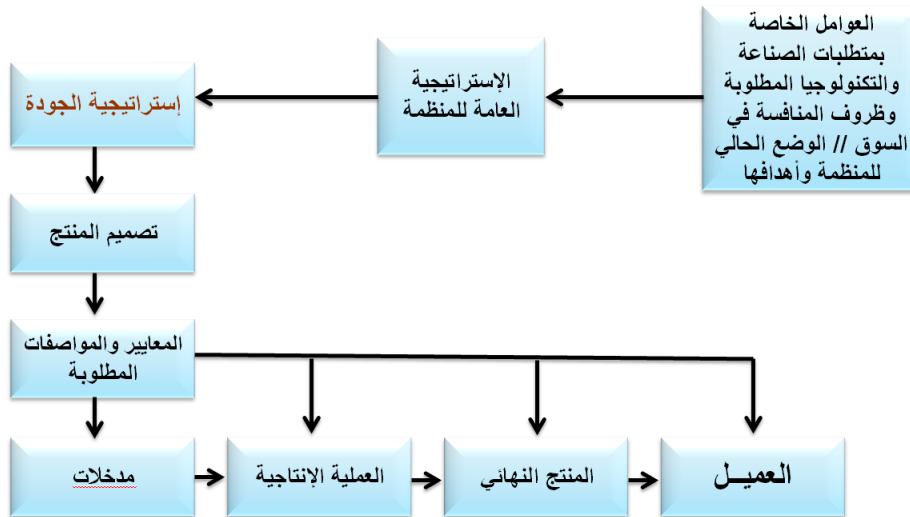 العوامل الخاصة
بمتطلبات الصناعة
والتكنولوجيا المطلوبة
وظروف المنافسة في
السوق // الوضع الحالي
للمنظمة وأهدافها
الإستراتيجية
العامة للمنظمة
إستراتيجية الجودة
تصميم المنتج
المعايير والمواصفات
المطلوبة
مدخلات
العملية الإنتاجية
المنتج النهائي
العميــل